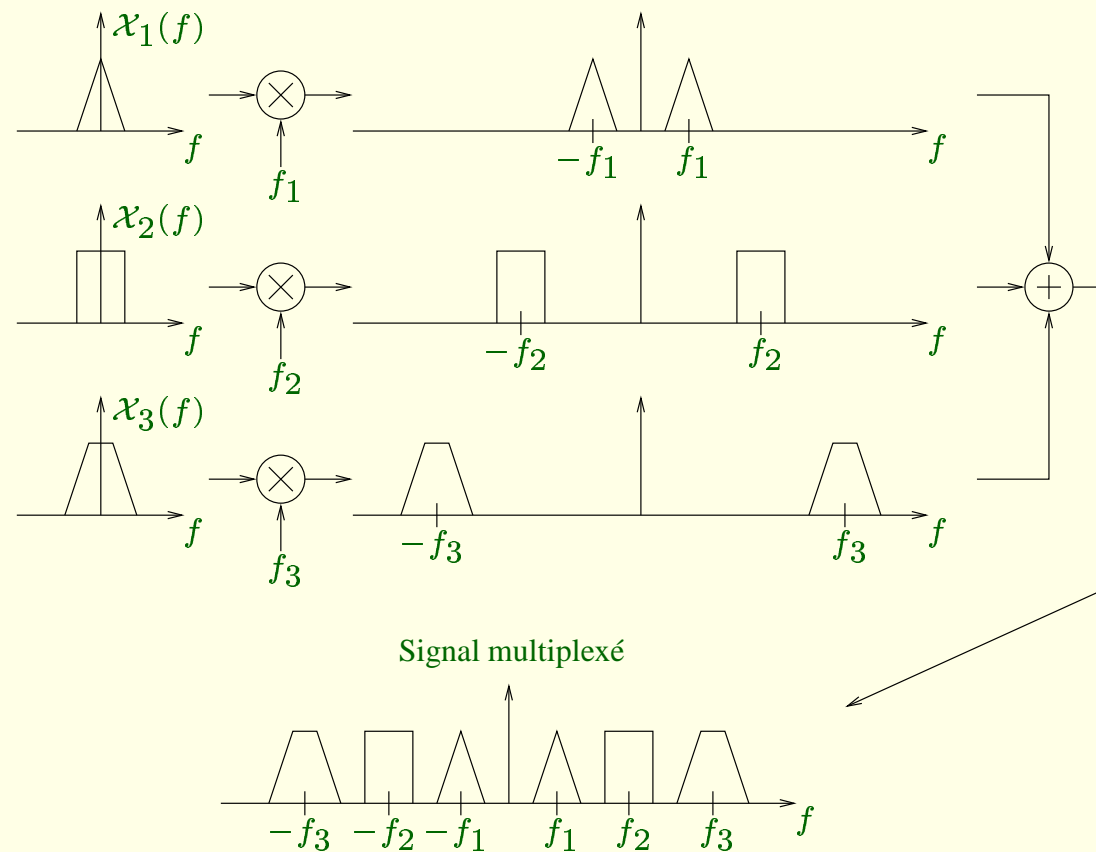 𝒳₁(f)
f
f₁
−f₁ f₁ f
𝒳₂(f)
f
f₂
−f₂ f₂ f
𝒳₃(f)
f
f₃
−f₃ f₃ f
Signal multiplexé
−f₃ −f₂ −f₁ f₁ f₂ f₃ f